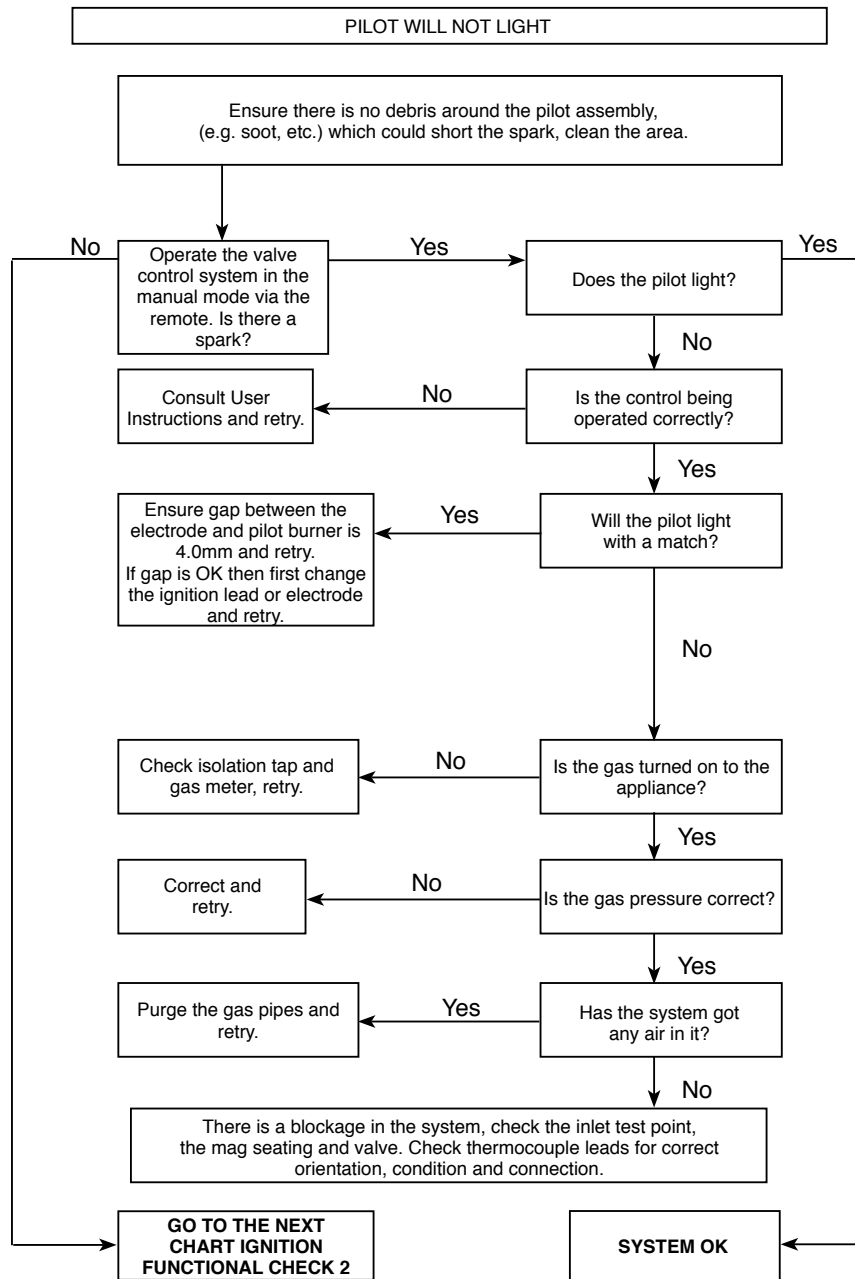 PILOT WILL NOT LIGHT
Ensure there is no debris around the pilot assembly,
(e.g. soot, etc.) which could short the spark, clean the area.
No
Operate the valve
control system in the
manual mode via the
remote. Is there a
spark?
Yes
Does the pilot light?
Yes
No
Consult User
Instructions and retry.
No
Is the control being
operated correctly?
Yes
Ensure gap between the
electrode and pilot burner is
4.0mm and retry.
If gap is OK then first change
the ignition lead or electrode
and retry.
Yes
Will the pilot light
with a match?
No
Check isolation tap and
gas meter, retry.
No
Is the gas turned on to the
appliance?
Yes
Correct and
retry.
No
Is the gas pressure correct?
Yes
Purge the gas pipes and
retry.
Yes
Has the system got
any air in it?
No
There is a blockage in the system, check the inlet test point,
the mag seating and valve. Check thermocouple leads for correct
orientation, condition and connection.
GO TO THE NEXT
CHART IGNITION
FUNCTIONAL CHECK 2
SYSTEM OK